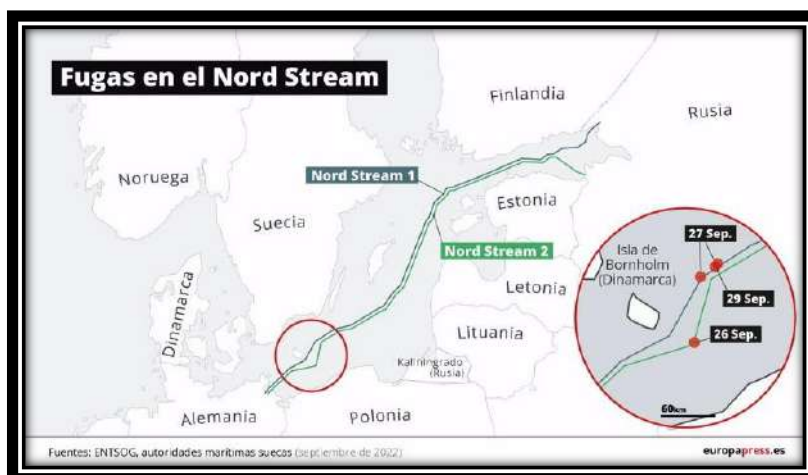 Fugas en el Nord Stream
Finlandia
Rusia
Noruega
Nord Stream 1
Suecia
Estonia
Nord Stream 2
27 Sep.
Isla de
Bornholm
(Dinamarca)
29 Sep.
Letonia
Dinamarca
Lituania
26 Sep.
Kaliningrado
(Rusia)
60km
Alemania
Polonia
Fuentes: ENTSOG, autoridades marítimas suecas (septiembre de 2022)
europapress.es